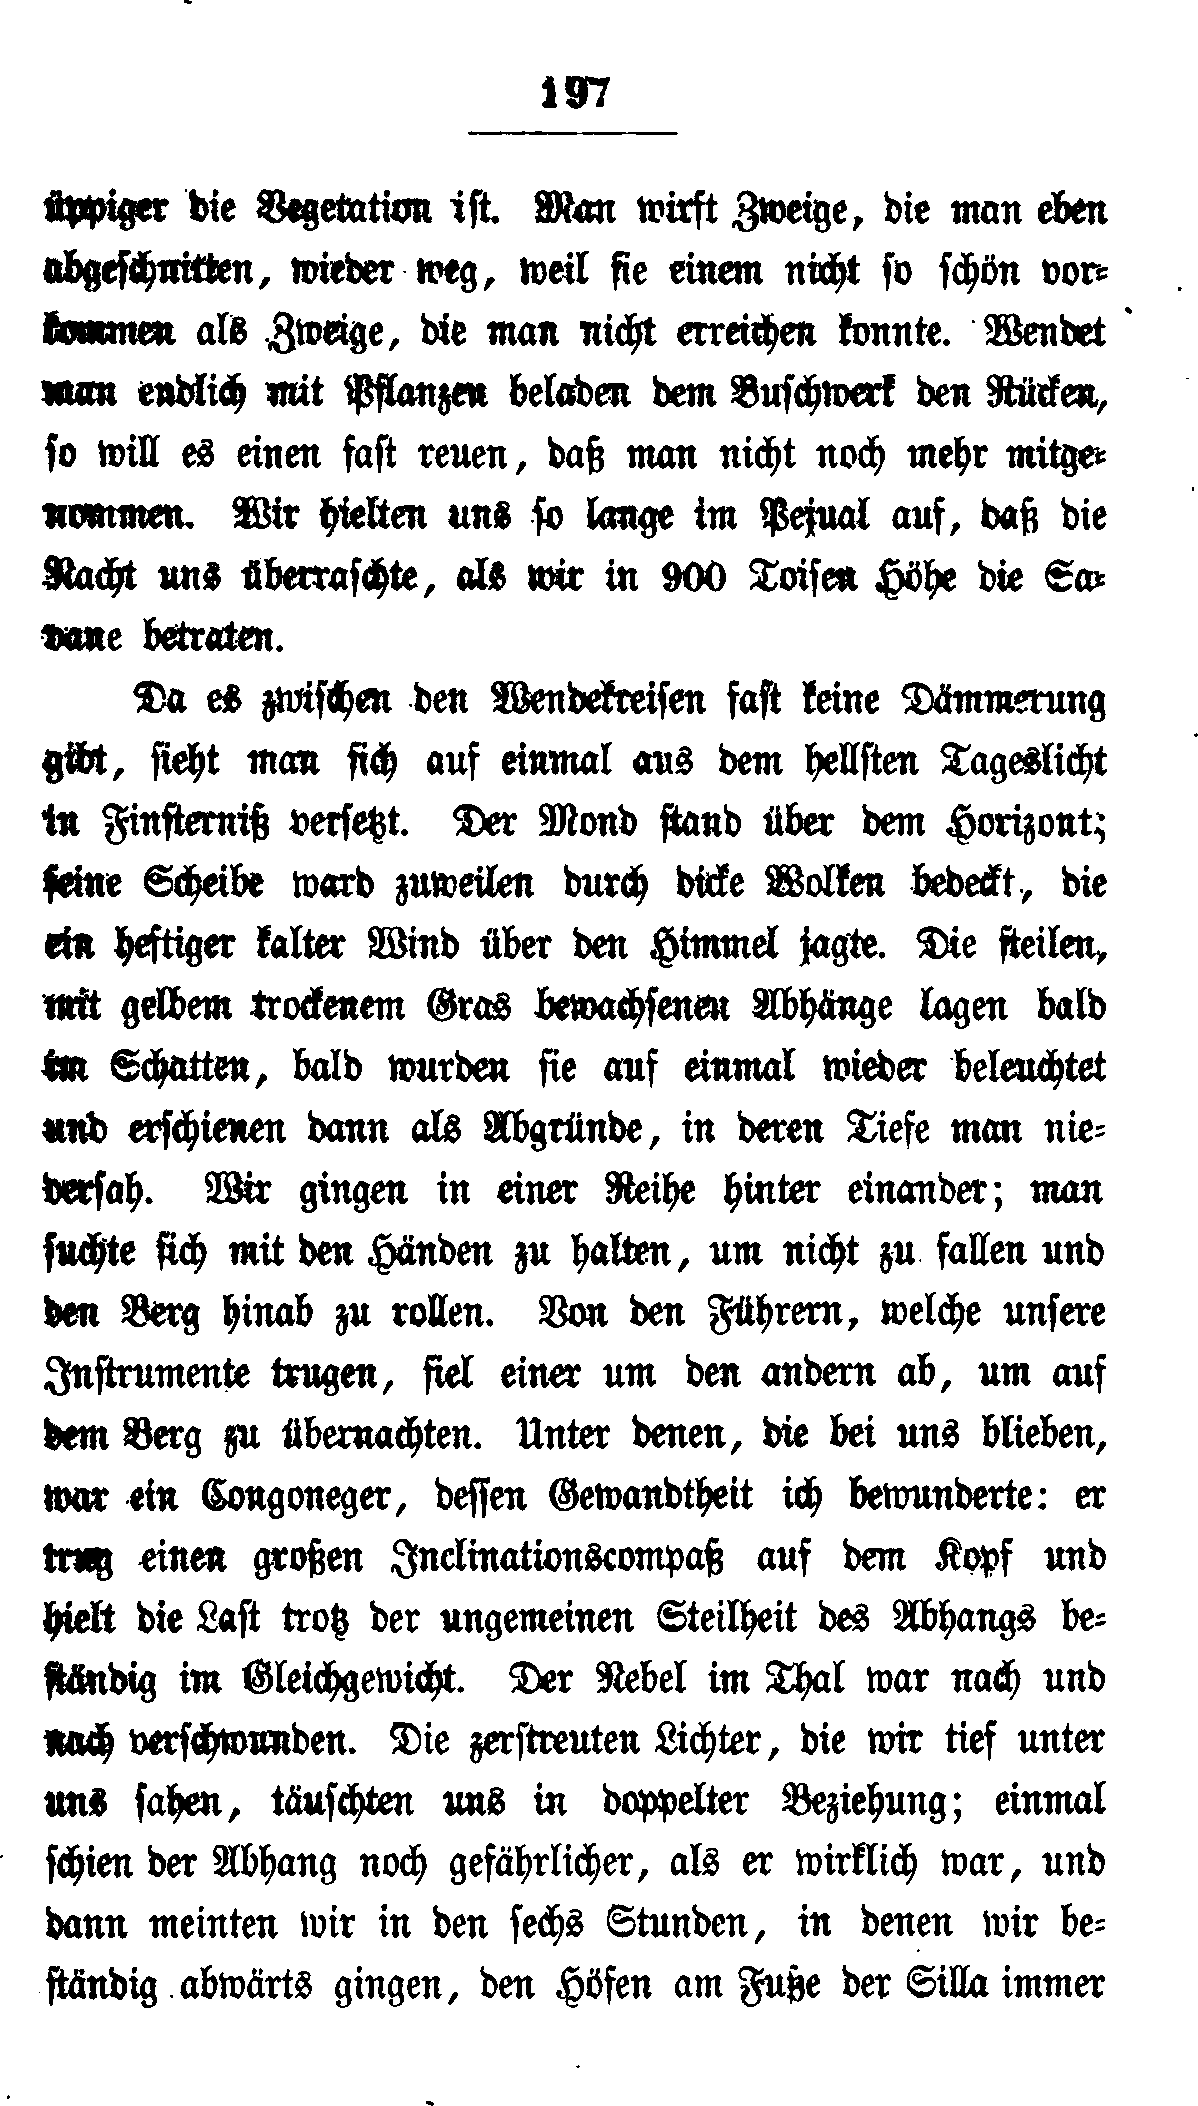 197
üppiger die Vegetation ist. Man wirft Zweige, die man eben
abgeschnitten, wieder weg, weil sie einem nicht so schön vor-
kommen als Zweige, die man nicht erreichen konnte. Wendet
man endlich mit Pflanzen beladen dem Buschwerk den Rücken,
so will es einen fast reuen, daß man nicht noch mehr mitge-
nommen. Wir hielten uns so lange im Pejual auf, daß die
Nacht uns überraschte, als wir in 900 Toisen Höhe die Sa-
vane betraten.
Da es zwischen den Wendekreisen fast keine Dämmerung
gibt, sieht man sich auf einmal aus dem hellsten Tageslicht
in Finsterniß versetzt. Der Mond stand über dem Horizont;
seine Scheibe ward zuweilen durch dicke Wolken bedeckt, die
ein heftiger kalter Wind über den Himmel jagte. Die steilen,
mit gelbem trockenem Gras bewachsenen Abhänge lagen bald
im Schatten, bald wurden sie auf einmal wieder beleuchtet
und erschienen dann als Abgründe, in deren Tiefe man nie-
dersah. Wir gingen in einer Reihe hinter einander; man
suchte sich mit den Händen zu halten, um nicht zu fallen und
den Berg hinab zu rollen. Von den Führern, welche unsere
Instrumente trugen, fiel einer um den andern ab, um auf
dem Berg zu übernachten. Unter denen, die bei uns blieben,
war ein Congoneger, dessen Gewandtheit ich bewunderte: er
trug einen großen Inclinationscompaß auf dem Kopf und
hielt die Last trotz der ungemeinen Steilheit des Abhangs be-
ständig im Gleichgewicht. Der Nebel im Thal war nach und
nach verschwunden. Die zerstreuten Lichter, die wir tief unter
uns sahen, täuschten uns in doppelter Beziehung; einmal
schien der Abhang noch gefährlicher, als er wirklich war, und
dann meinten wir in den sechs Stunden, in denen wir be-
ständig abwärts gingen, den Höfen am Fuße der Silla immer